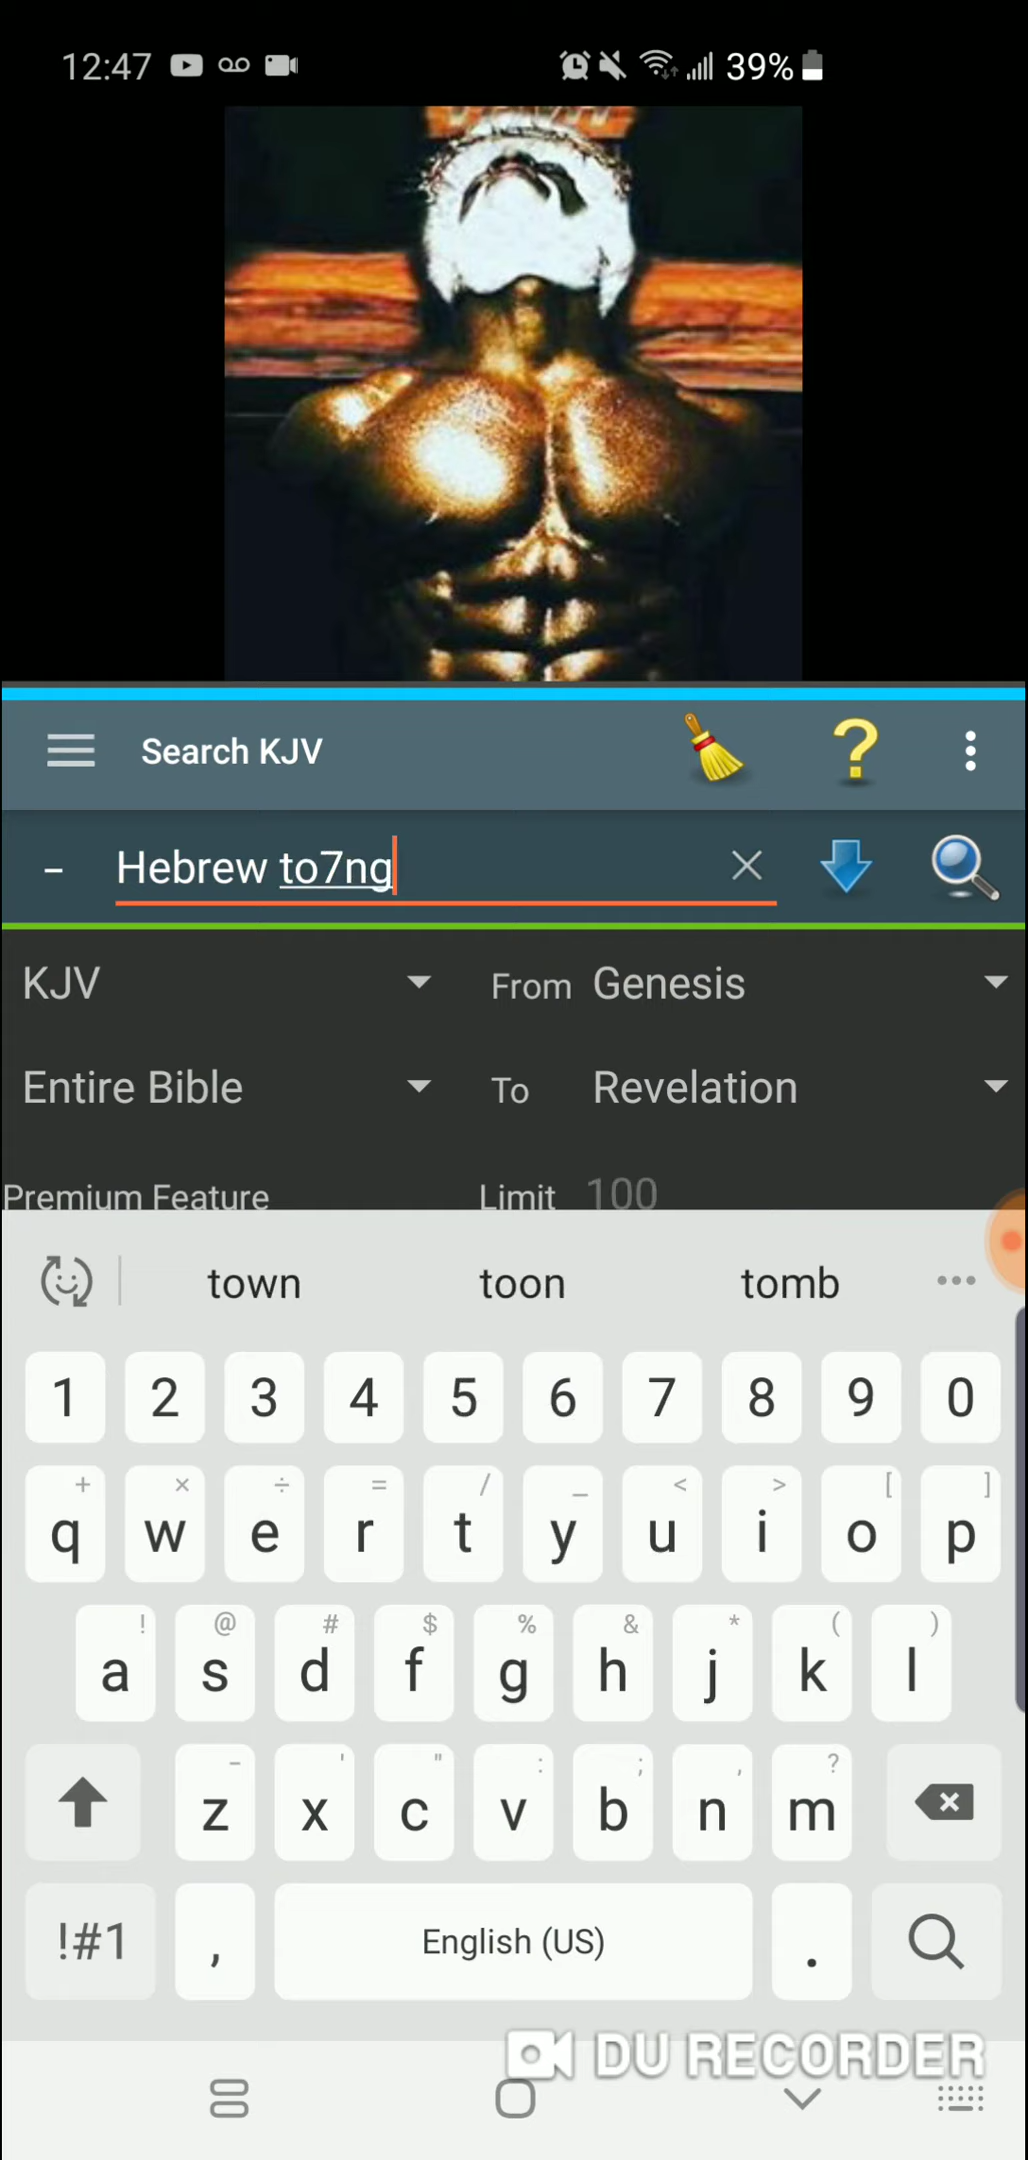 12:47 39%
Search KJV
- Hebrew to7ng
KJV From Genesis
Entire Bible To Revelation
Premium Feature Limit 100
town toon tomb
1 2 3 4 5 6 7 8 9 0
+ × ÷ = / _ < > [ ]
q w e r t y u i o p
! @ # $ % & * ( )
a s d f g h j k l
- ' " : ; , ?
z x c v b n m
!#1 , English (US) .
DU RECORDER